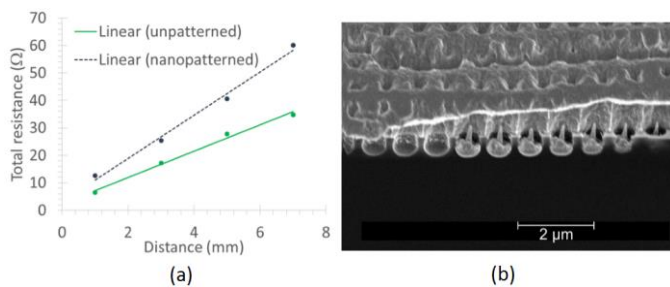 70
60
50
40
30
20
10
0
Total resistance (Ω)
Linear (unpatterned)
Linear (nanopatterned)
0 2 4 6 8
Distance (mm)
(a)
2 μm
(b)